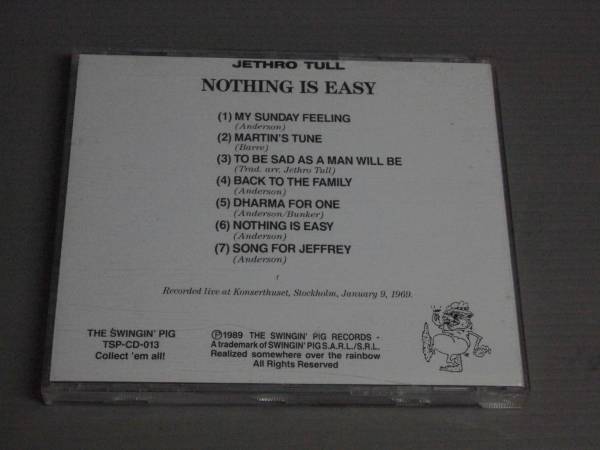 JETHRO TULL
NOTHING IS EASY
(1) MY SUNDAY FEELING
(Anderson)
(2) MARTIN'S TUNE
(Barre)
(3) TO BE SAD AS A MAN WILL BE
(Trad. arr. Jethro Tull)
(4) BACK TO THE FAMILY
(Anderson)
(5) DHARMA FOR ONE
(Anderson/Bunker)
(6) NOTHING IS EASY
(Anderson)
(7) SONG FOR JEFFREY
(Anderson)
Recorded live at Konserthuset, Stockholm, January 9, 1969.
THE SWINGIN' PIG
TSP-CD-013
Collect 'em all!
℗1989 THE SWINGIN' PIG RECORDS -
A trademark of SWINGIN' PIG S.A.R.L./S.R.L.
Realized somewhere over the rainbow
All Rights Reserved